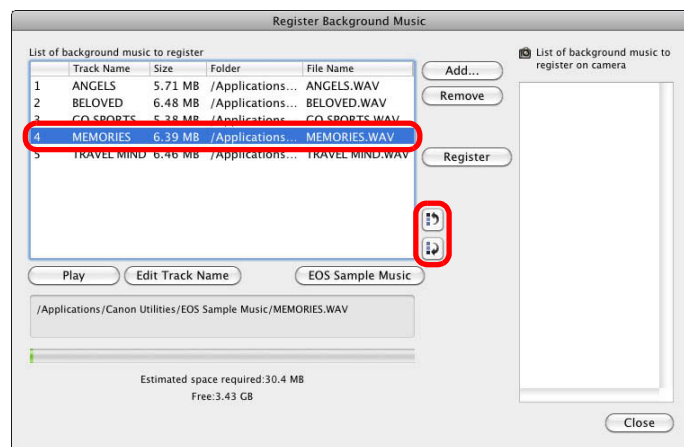 Register Background Music
List of background music to register
Track Name Size Folder File Name
1 ANGELS 5.71 MB /Applications... ANGELS.WAV
2 BELOVED 6.48 MB /Applications... BELOVED.WAV
3 GO SPORTS 5.38 MB /Applications... GO SPORTS.WAV
4 MEMORIES 6.39 MB /Applications... MEMORIES.WAV
5 TRAVEL MIND 6.46 MB /Applications... TRAVEL MIND.WAV
Add...
Remove
Register
Play
Edit Track Name
EOS Sample Music
/Applications/Canon Utilities/EOS Sample Music/MEMORIES.WAV
Estimated space required:30.4 MB
Free:3.43 GB
List of background music to
register on camera
Close